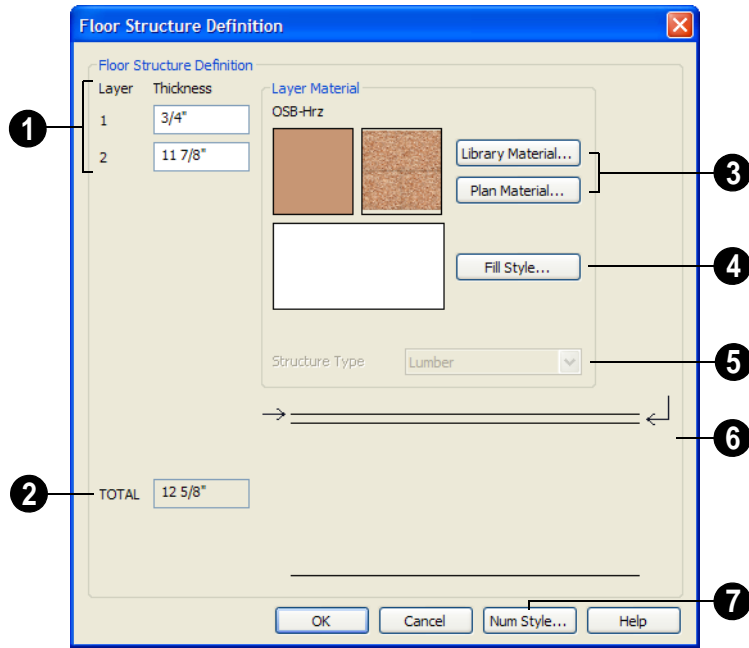 Floor Structure Definition
Floor Structure Definition
Layer Thickness
1 3/4"
2 11 7/8"
1
Layer Material
OSB-Hrz
Library Material...
Plan Material...
3
Fill Style...
4
Structure Type Lumber
5
6
2
TOTAL 12 5/8"
7
OK Cancel Num Style... Help